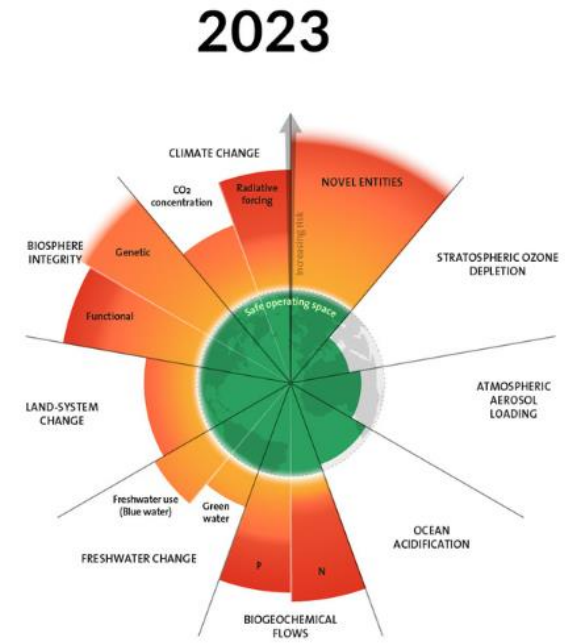 2023
CLIMATE CHANGE
CO₂
concentration
Radiative
forcing
NOVEL ENTITIES
Increasing risk
BIOSPHERE
INTEGRITY
Genetic
STRATOSPHERIC OZONE
DEPLETION
Functional
Safe operating space
LAND-SYSTEM
CHANGE
ATMOSPHERIC
AEROSOL
LOADING
Freshwater use
(Blue water)
Green
water
FRESHWATER CHANGE
P
N
OCEAN
ACIDIFICATION
BIOGEOCHEMICAL
FLOWS